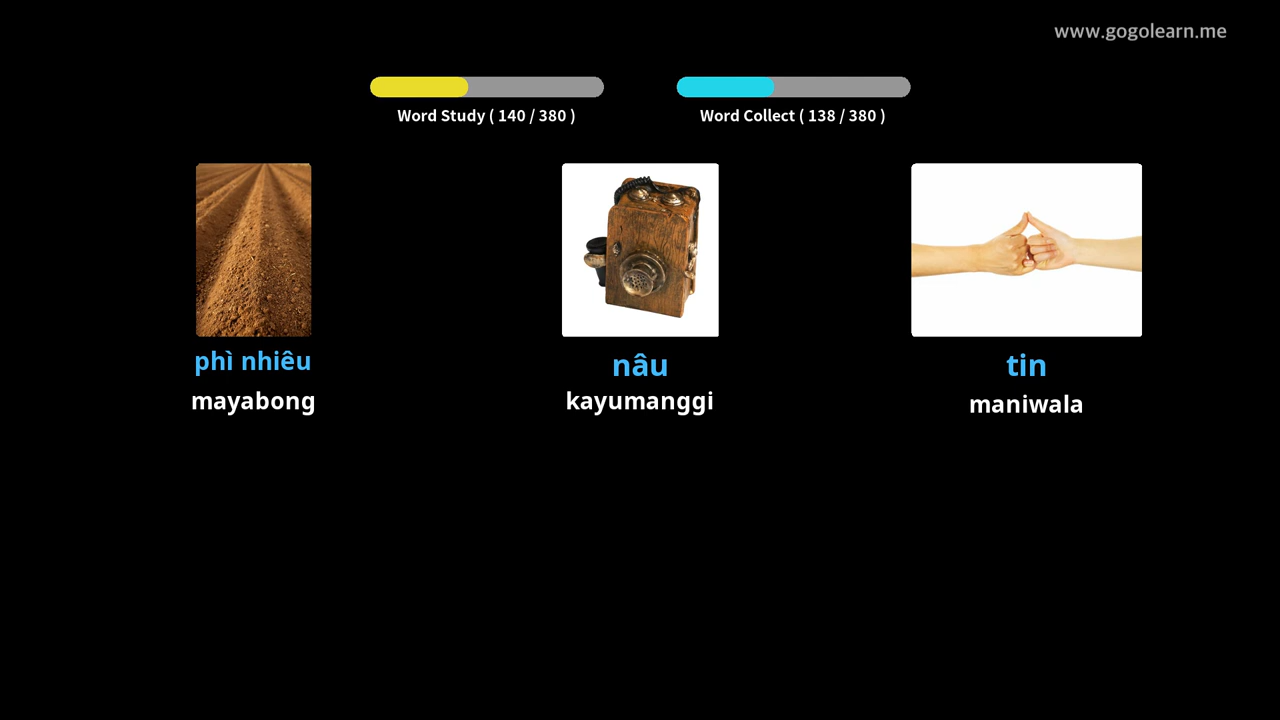 www.gogolearn.me
Word Study ( 140 / 380 )
Word Collect ( 138 / 380 )
phì nhiêu
mayabong
nâu
kayumanggi
tin
maniwala